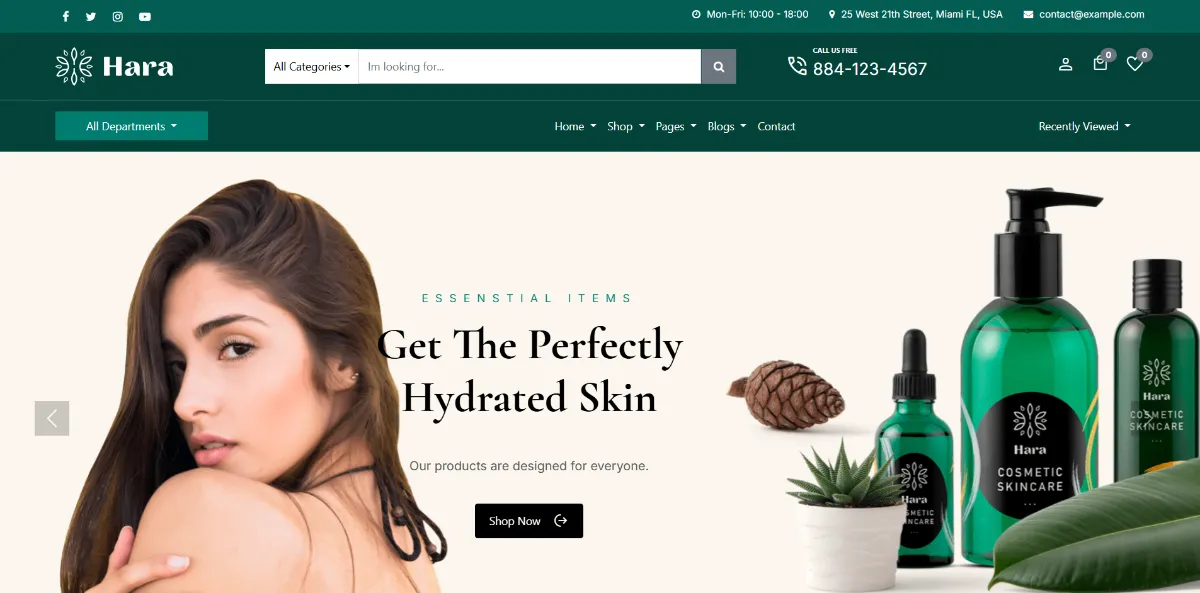 Mon-Fri: 10:00 - 18:00 25 West 21th Street, Miami FL, USA contact@example.com
Hara
All Categories Im looking for...
CALL US FREE
884-123-4567
0 0
All Departments Home Shop Pages Blogs Contact Recently Viewed
ESSENSTIAL ITEMS
Get The Perfectly
Hydrated Skin
Our products are designed for everyone.
Shop Now
Hara
COSMETIC
SKINCARE
Hara
COSMETIC
SKINCARE
Hara
COSMETIC
SKINCARE